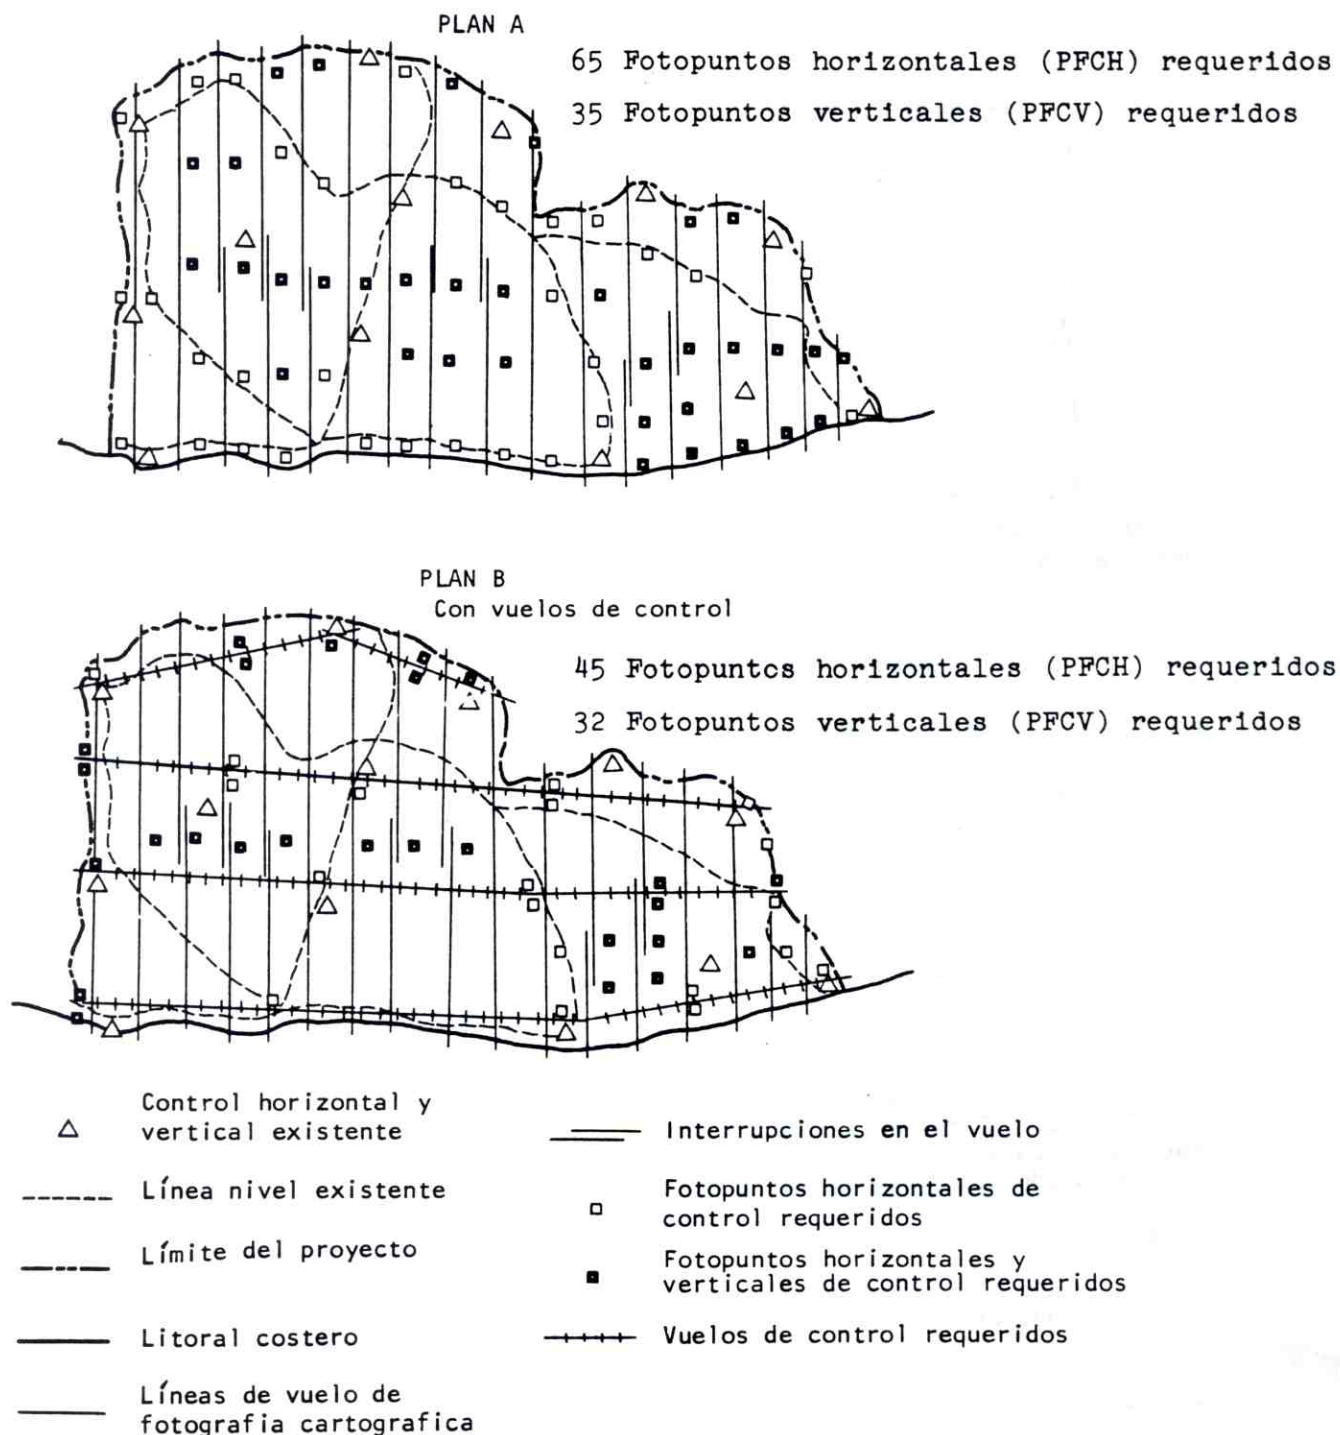 PLAN A
65 Fotopuntos horizontales (PFCH) requeridos
35 Fotopuntos verticales (PFCV) requeridos
PLAN B
Con vuelos de control
45 Fotopuntos horizontales (PFCH) requeridos
32 Fotopuntos verticales (PFCV) requeridos
Control horizontal y
vertical existente
Línea nivel existente
Límite del proyecto
Litoral costero
Líneas de vuelo de
fotografia cartografica
Interrupciones en el vuelo
Fotopuntos horizontales de
control requeridos
Fotopuntos horizontales y
verticales de control requeridos
Vuelos de control requeridos